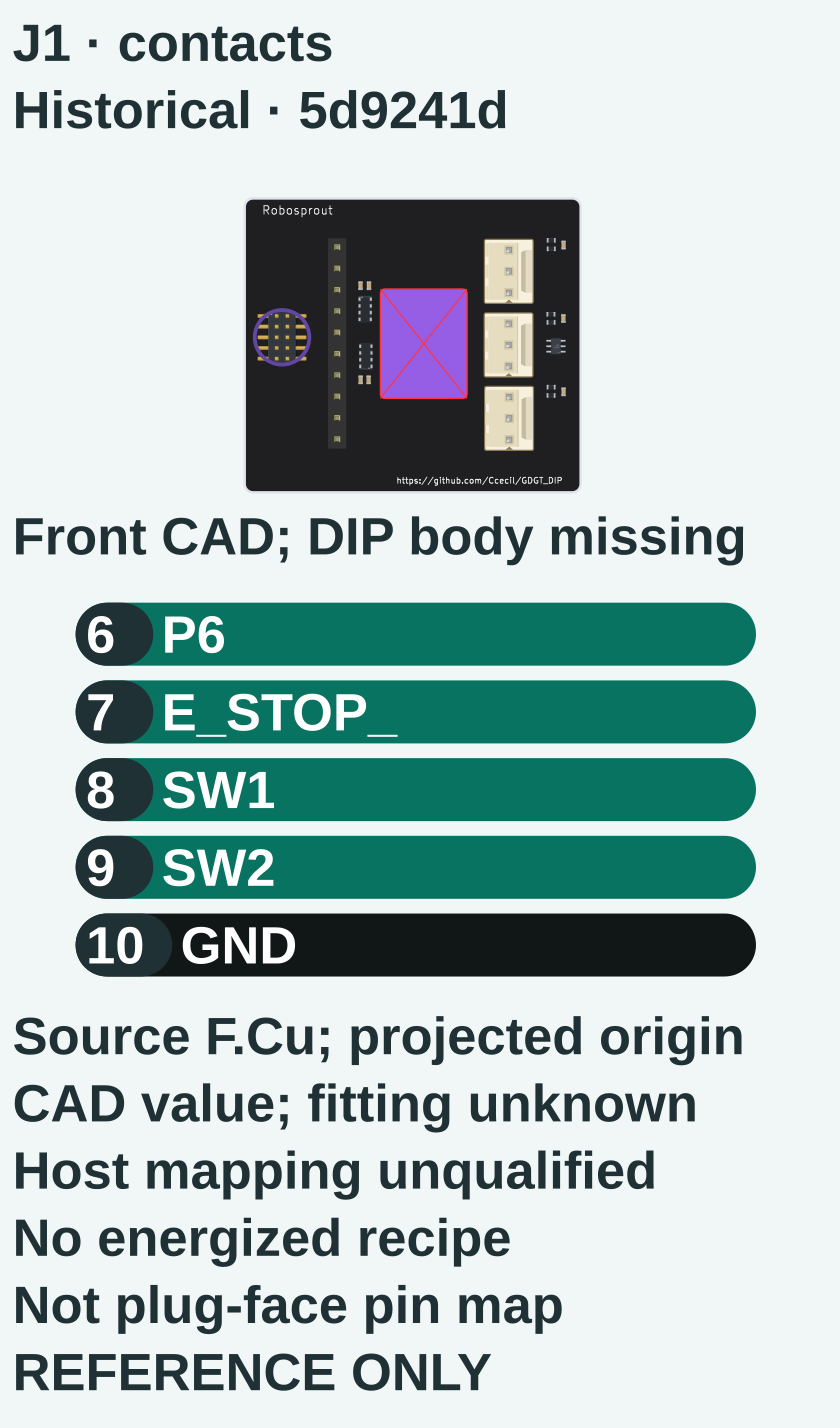 J1 · contacts
Historical · 5d9241d
Robosprout
https://github.com/Ccecil/GDGT_DIP
Front CAD; DIP body missing
6 P6
7 E_STOP_
8 SW1
9 SW2
10 GND
Source F.Cu; projected origin
CAD value; fitting unknown
Host mapping unqualified
No energized recipe
Not plug-face pin map
REFERENCE ONLY